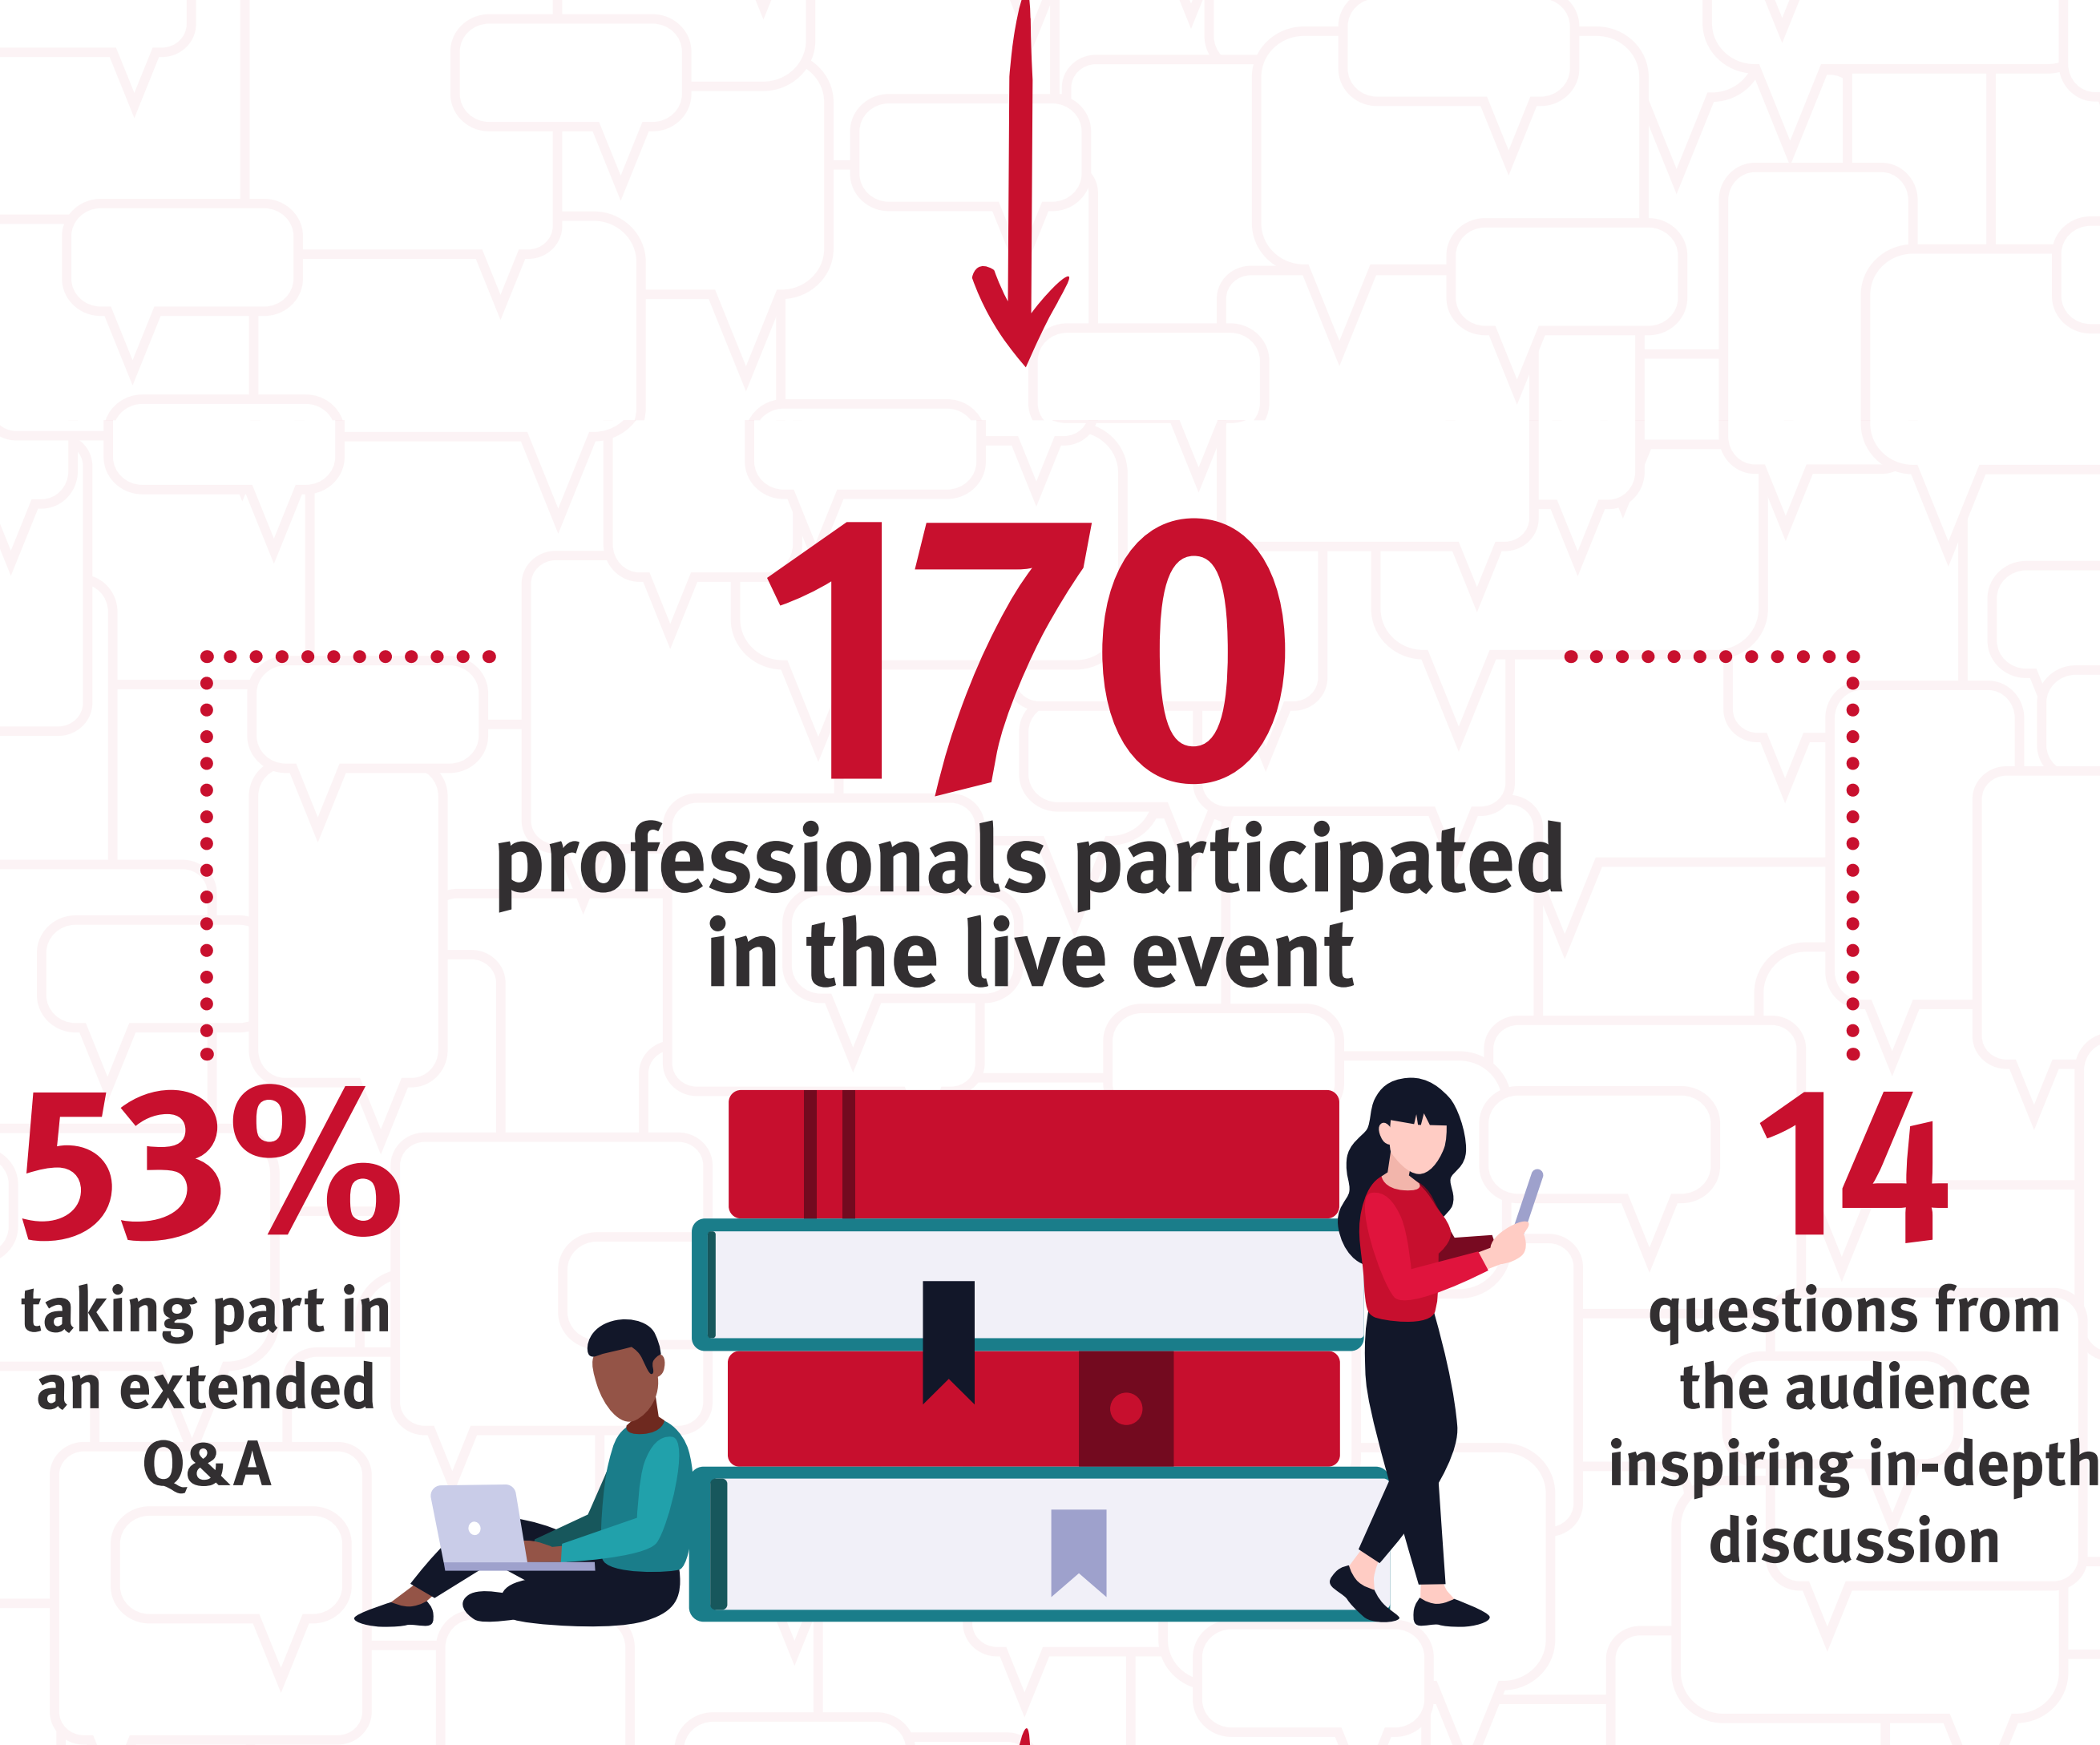 170
professionals participated
in the live event
53%
taking part in
an extended
Q&A
14
questions from
the audience
inspiring in-depth
discussion